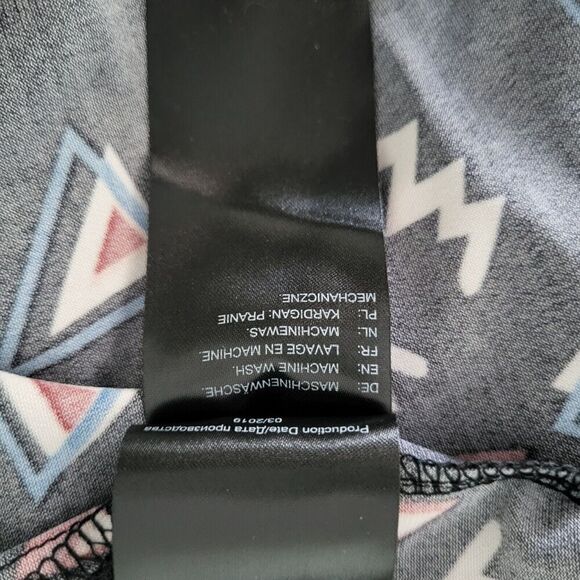 Production Date/Дата производства
03/2019
DE: MASCHINENWÄSCHE.
EN: MACHINE WASH.
FR: LAVAGE EN MACHINE
NL: MACHINEWAS.
PL: KARDIGAN: PRANIE
MECHANICZNE.